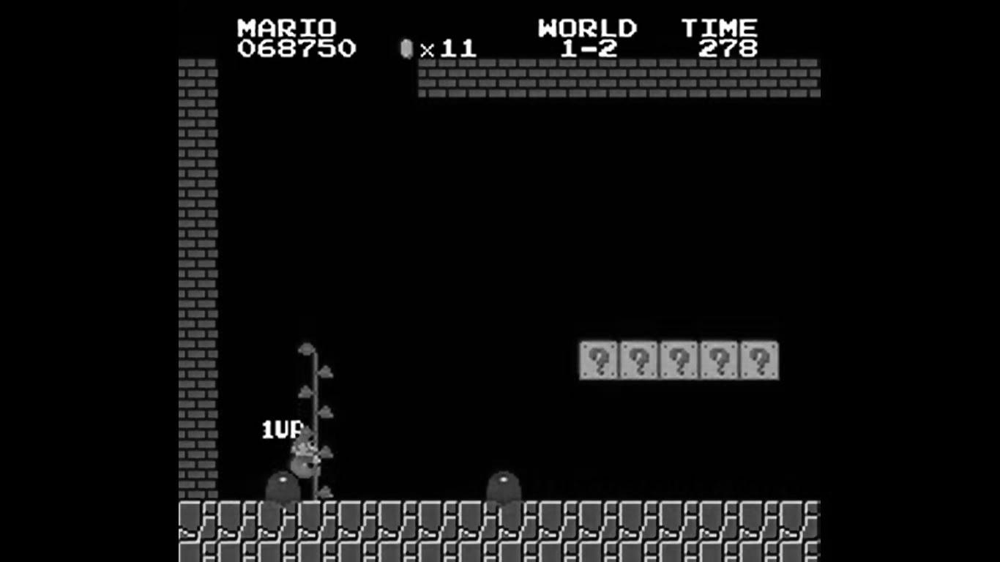 MARIO WORLD TIME
068750 ×11 1-2 278
? ? ? ? ?
1UP